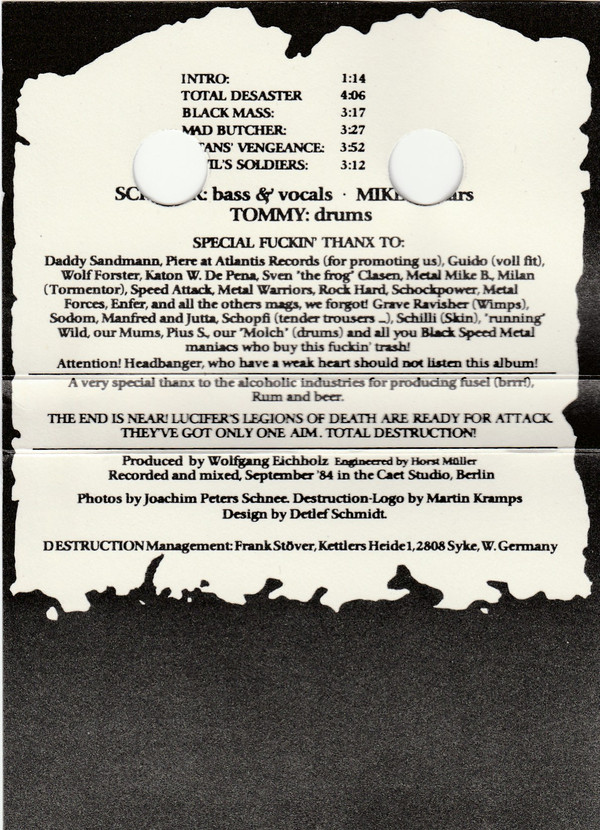 INTRO: 1:14
TOTAL DESASTER 4:06
BLACK MASS: 3:17
MAD BUTCHER: 3:27
TANS' VENGEANCE: 3:52
VIL'S SOLDIERS: 3:12
bass & vocals · MIKE
TOMMY: drums
SPECIAL FUCKIN' THANX TO:
Daddy Sandmann, Piere at Atlantis Records (for promoting us), Guido (voll fit),
Wolf Forster, Katon W. De Pena, Sven "the frog" Clasen, Metal Mike B., Milan
(Tormentor), Speed Attack, Metal Warriors, Rock Hard, Schockpower, Metal
Forces, Enfer, and all the others mags, we forgot! Grave Ravisher (Wimps),
Sodom, Manfred and Jutta, Schopfi (tender trousers ...), Schilli (Skin), "running"
Wild, our Mums, Pius S., our "Molch" (drums) and all you Black Speed Metal
maniacs who buy this fuckin' trash!
Attention! Headbanger, who have a weak heart should not listen this album!
A very special thanx to the alcoholic industries for producing fusel (brrrf),
Rum and beer.
THE END IS NEAR! LUCIFER'S LEGIONS OF DEATH ARE READY FOR ATTACK.
THEY'VE GOT ONLY ONE AIM. TOTAL DESTRUCTION!
Produced by Wolfgang Eichholz Engineered by Horst Müller
Recorded and mixed, September '84 in the Caet Studio, Berlin
Photos by Joachim Peters Schnee. Destruction-Logo by Martin Kramps
Design by Detlef Schmidt.
DESTRUCTION Management: Frank Stöver, Kettlers Heide 1, 2808 Syke, W. Germany